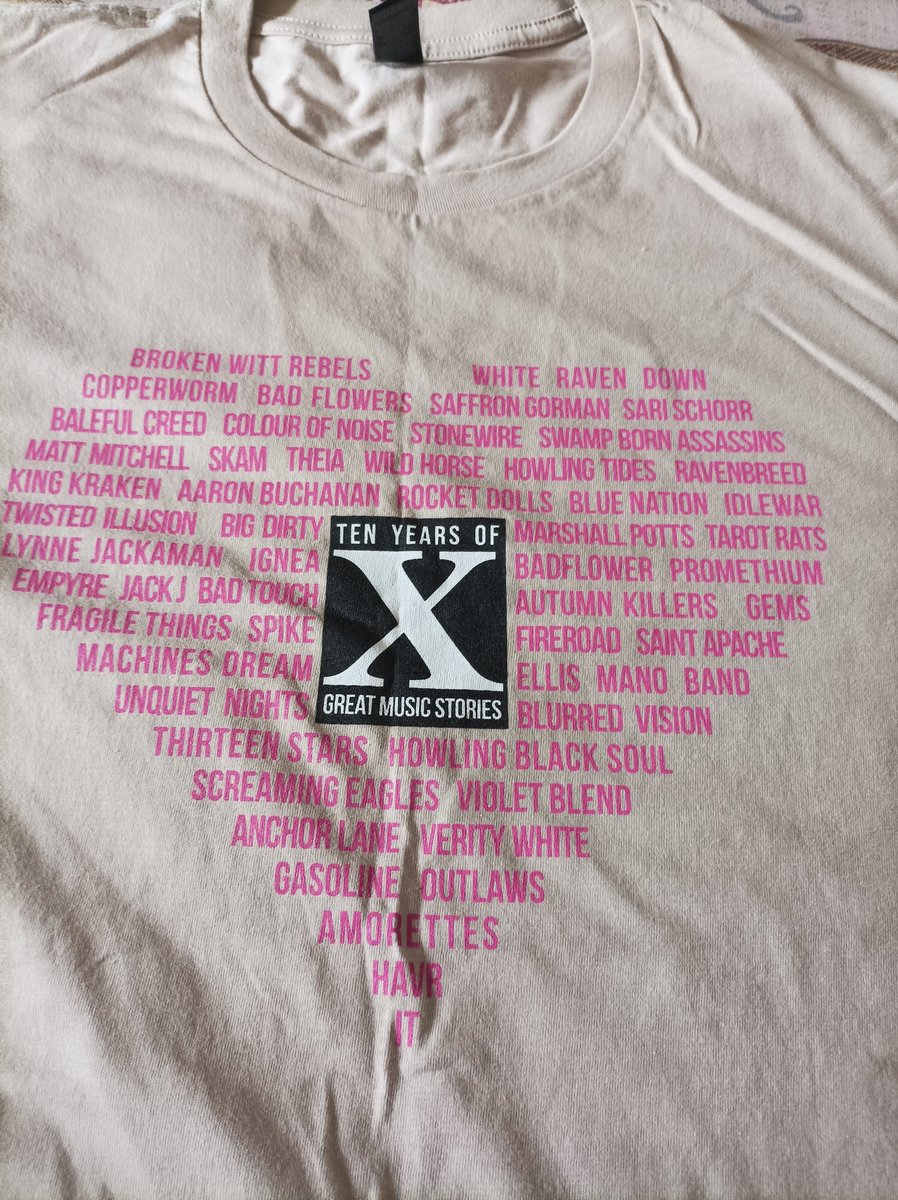 BROKEN WITT REBELS WHITE RAVEN DOWN
COPPERWORM BAD FLOWERS SAFFRON GORMAN SARI SCHORR
BALEFUL CREED COLOUR OF NOISE STONEWIRE SWAMP BORN ASSASSINS
MATT MITCHELL SKAM THEIA WILD HORSE HOWLING TIDES RAVENBREED
KING KRAKEN AARON BUCHANAN ROCKET DOLLS BLUE NATION IDLEWAR
TWISTED ILLUSION BIG DIRTY MARSHALL POTTS TAROT RATS
LYNNE JACKAMAN IGNEA BADFLOWER PROMETHIUM
EMPYRE JACK J BAD TOUCH AUTUMN KILLERS GEMS
FRAGILE THINGS SPIKE FIREROAD SAINT APACHE
MACHINES DREAM ELLIS MANO BAND
UNQUIET NIGHTS BLURRED VISION
TEN YEARS OF
X
GREAT MUSIC STORIES
THIRTEEN STARS HOWLING BLACK SOUL
SCREAMING EAGLES VIOLET BLEND
ANCHOR LANE VERITY WHITE
GASOLINE OUTLAWS
AMORETTES
HAVR
IT